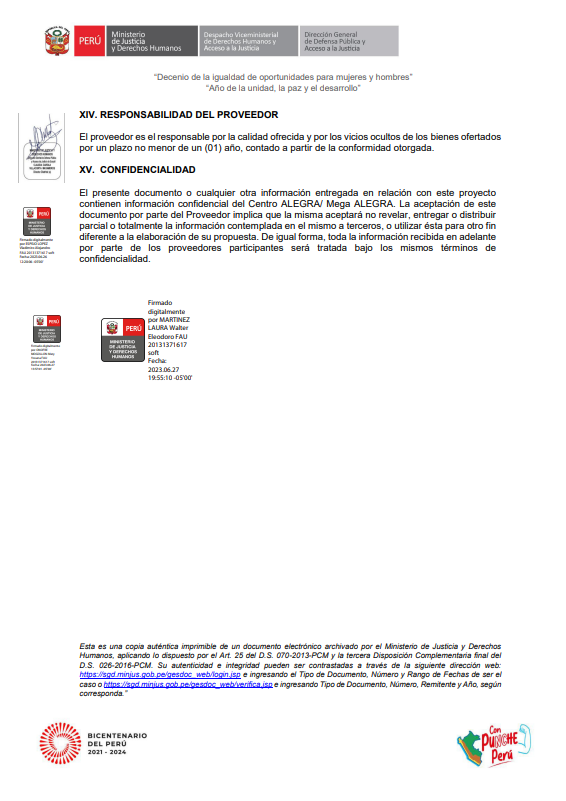 PERÚ
Ministerio
de Justicia
y Derechos Humanos
Despacho Viceministerial
de Derechos Humanos y
Acceso a la Justicia
Dirección General
de Defensa Pública y
Acceso a la Justicia
“Decenio de la igualdad de oportunidades para mujeres y hombres”
“Año de la unidad, la paz y el desarrollo”
XIV. RESPONSABILIDAD DEL PROVEEDOR
El proveedor es el responsable por la calidad ofrecida y por los vicios ocultos de los bienes ofertados
por un plazo no menor de un (01) año, contado a partir de la conformidad otorgada.
XV. CONFIDENCIALIDAD
El presente documento o cualquier otra información entregada en relación con este proyecto
contienen información confidencial del Centro ALEGRA/ Mega ALEGRA. La aceptación de este
documento por parte del Proveedor implica que la misma aceptará no revelar, entregar o distribuir
parcial o totalmente la información contemplada en el mismo a terceros, o utilizar ésta para otro fin
diferente a la elaboración de su propuesta. De igual forma, toda la información recibida en adelante
por parte de los proveedores participantes será tratada bajo los mismos términos de
confidencialidad.
PERÚ
MINISTERIO
DE JUSTICIA
Y DERECHOS
HUMANOS
Firmado digitalmente
PERÚ
PERÚ
MINISTERIO
DE JUSTICIA
Y DERECHOS
HUMANOS
Firmado
digitalmente
por MARTINEZ
LAURA Walter
Eleodoro FAU
20131371617
soft
Fecha:
2023.06.27
19:55:10 -05'00'
Esta es una copia auténtica imprimible de un documento electrónico archivado por el Ministerio de Justicia y Derechos
Humanos, aplicando lo dispuesto por el Art. 25 del D.S. 070-2013-PCM y la tercera Disposición Complementaria final del
D.S. 026-2016-PCM. Su autenticidad e integridad pueden ser contrastadas a través de la siguiente dirección web:
https://sgd.minjus.gob.pe/gesdoc_web/login.jsp e ingresando el Tipo de Documento, Número y Rango de Fechas de ser el
caso o https://sgd.minjus.gob.pe/gesdoc_web/verifica.jsp e ingresando Tipo de Documento, Número, Remitente y Año, según
corresponda.”
BICENTENARIO
DEL PERÚ
2021 - 2024
Con
PUNCHE
Perú